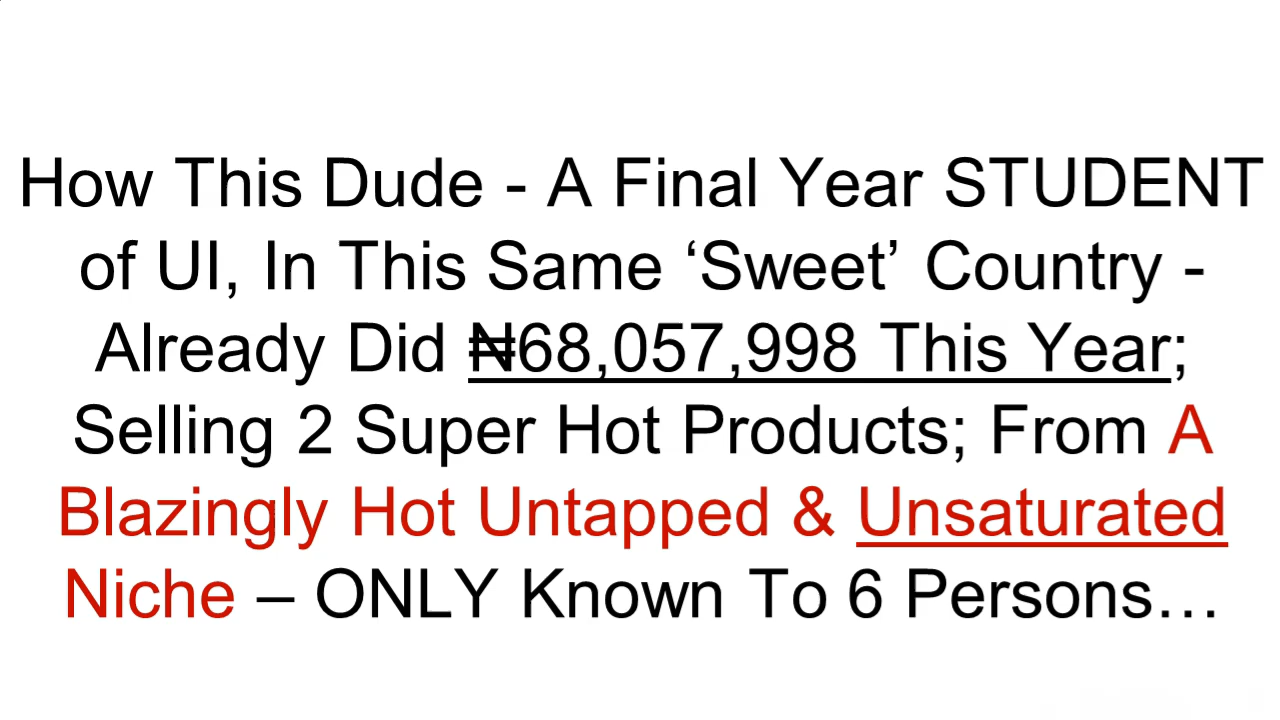 How This Dude - A Final Year STUDENT
of UI, In This Same ‘Sweet’ Country -
Already Did ₦68,057,998 This Year;
Selling 2 Super Hot Products; From A
Blazingly Hot Untapped & Unsaturated
Niche – ONLY Known To 6 Persons…